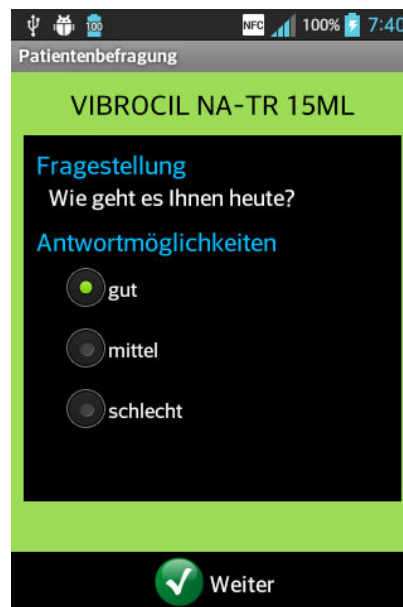 100 NFC 100% 7:40
Patientenbefragung
VIBROCIL NA-TR 15ML
Fragestellung
Wie geht es Ihnen heute?
Antwortmöglichkeiten
gut
mittel
schlecht
Weiter